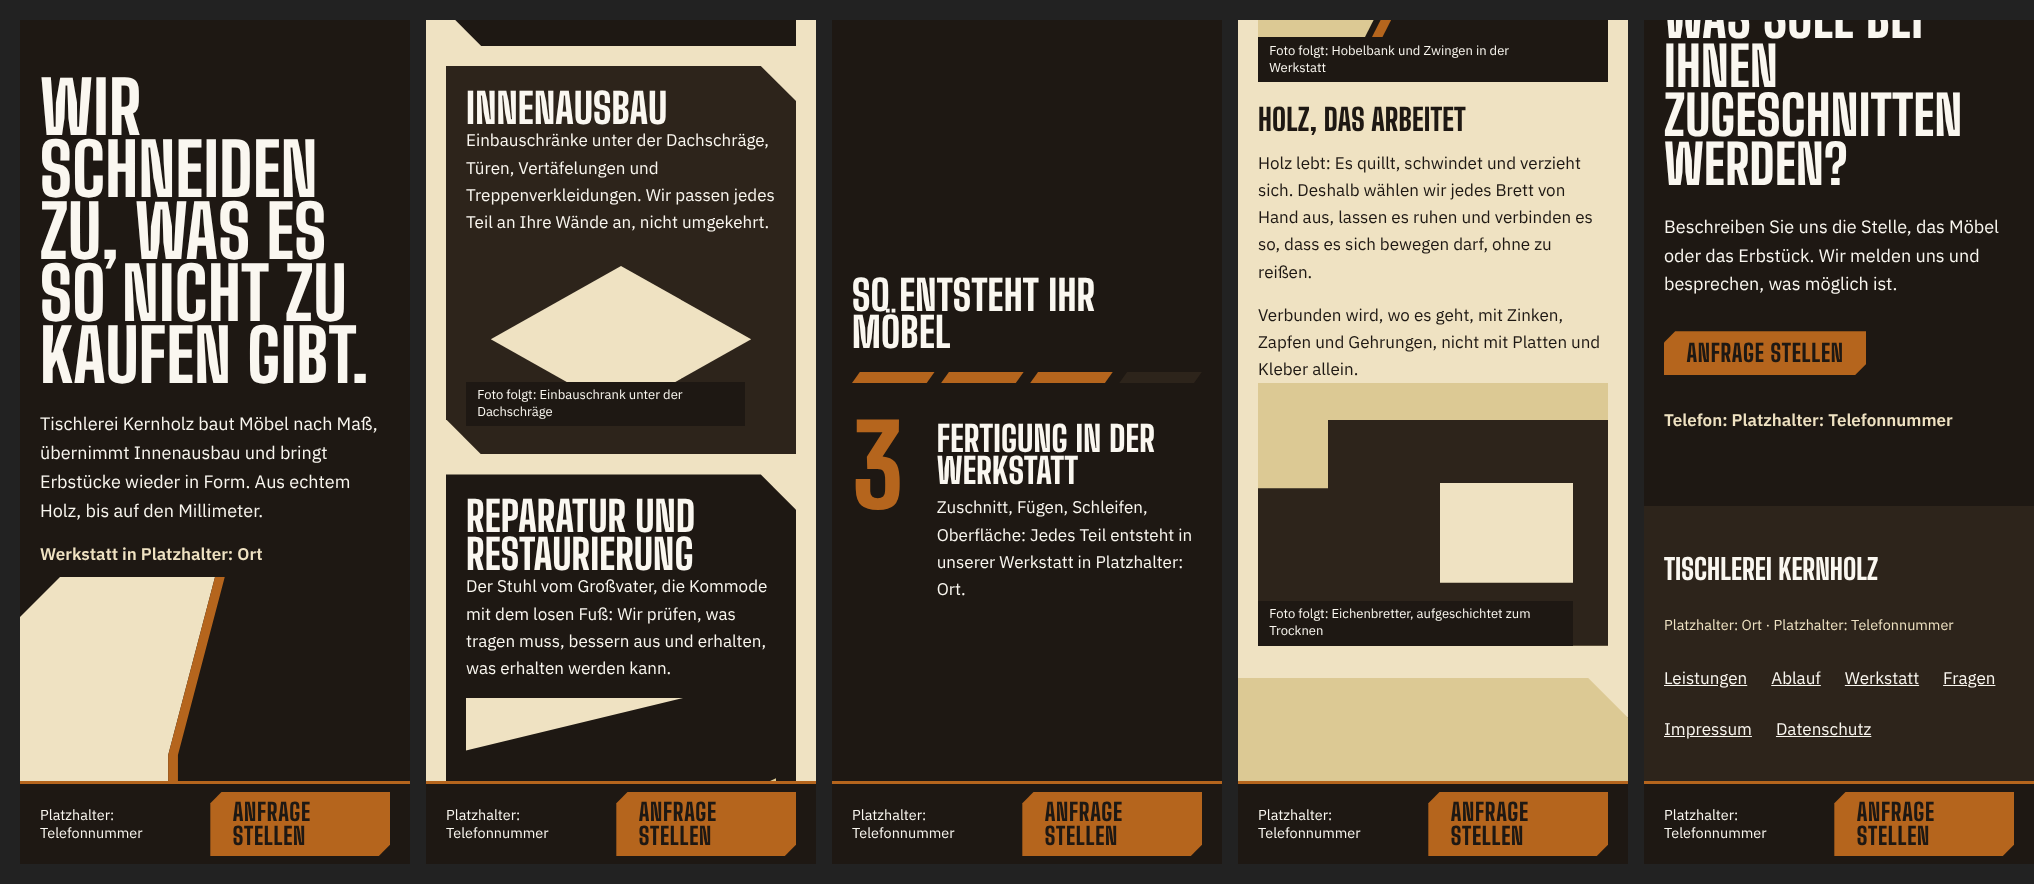 WIR
SCHNEIDEN
ZU, WAS ES
SO NICHT ZU
KAUFEN GIBT.
Tischlerei Kernholz baut Möbel nach Maß,
übernimmt Innenausbau und bringt
Erbstücke wieder in Form. Aus echtem
Holz, bis auf den Millimeter.
Werkstatt in Platzhalter: Ort
Platzhalter:
Telefonnummer
ANFRAGE
STELLEN
INNENAUSBAU
Einbauschränke unter der Dachschräge,
Türen, Vertäfelungen und
Treppenverkleidungen. Wir passen jedes
Teil an Ihre Wände an, nicht umgekehrt.
Foto folgt: Einbauschrank unter der
Dachschräge
REPARATUR UND
RESTAURIERUNG
Der Stuhl vom Großvater, die Kommode
mit dem losen Fuß: Wir prüfen, was
tragen muss, bessern aus und erhalten,
was erhalten werden kann.
Platzhalter:
Telefonnummer
ANFRAGE
STELLEN
SO ENTSTEHT IHR
MÖBEL
3
FERTIGUNG IN DER
WERKSTATT
Zuschnitt, Fügen, Schleifen,
Oberfläche: Jedes Teil entsteht in
unserer Werkstatt in Platzhalter:
Ort.
Platzhalter:
Telefonnummer
ANFRAGE
STELLEN
Foto folgt: Hobelbank und Zwingen in der
Werkstatt
HOLZ, DAS ARBEITET
Holz lebt: Es quillt, schwindet und verzieht
sich. Deshalb wählen wir jedes Brett von
Hand aus, lassen es ruhen und verbinden es
so, dass es sich bewegen darf, ohne zu
reißen.
Verbunden wird, wo es geht, mit Zinken,
Zapfen und Gehrungen, nicht mit Platten und
Kleber allein.
Foto folgt: Eichenbretter, aufgeschichtet zum
Trocknen
Platzhalter:
Telefonnummer
ANFRAGE
STELLEN
WAS SOLL BEI
IHNEN
ZUGESCHNITTEN
WERDEN?
Beschreiben Sie uns die Stelle, das Möbel
oder das Erbstück. Wir melden uns und
besprechen, was möglich ist.
ANFRAGE STELLEN
Telefon: Platzhalter: Telefonnummer
TISCHLEREI KERNHOLZ
Platzhalter: Ort · Platzhalter: Telefonnummer
Leistungen Ablauf Werkstatt Fragen
Impressum Datenschutz
Platzhalter:
Telefonnummer
ANFRAGE
STELLEN